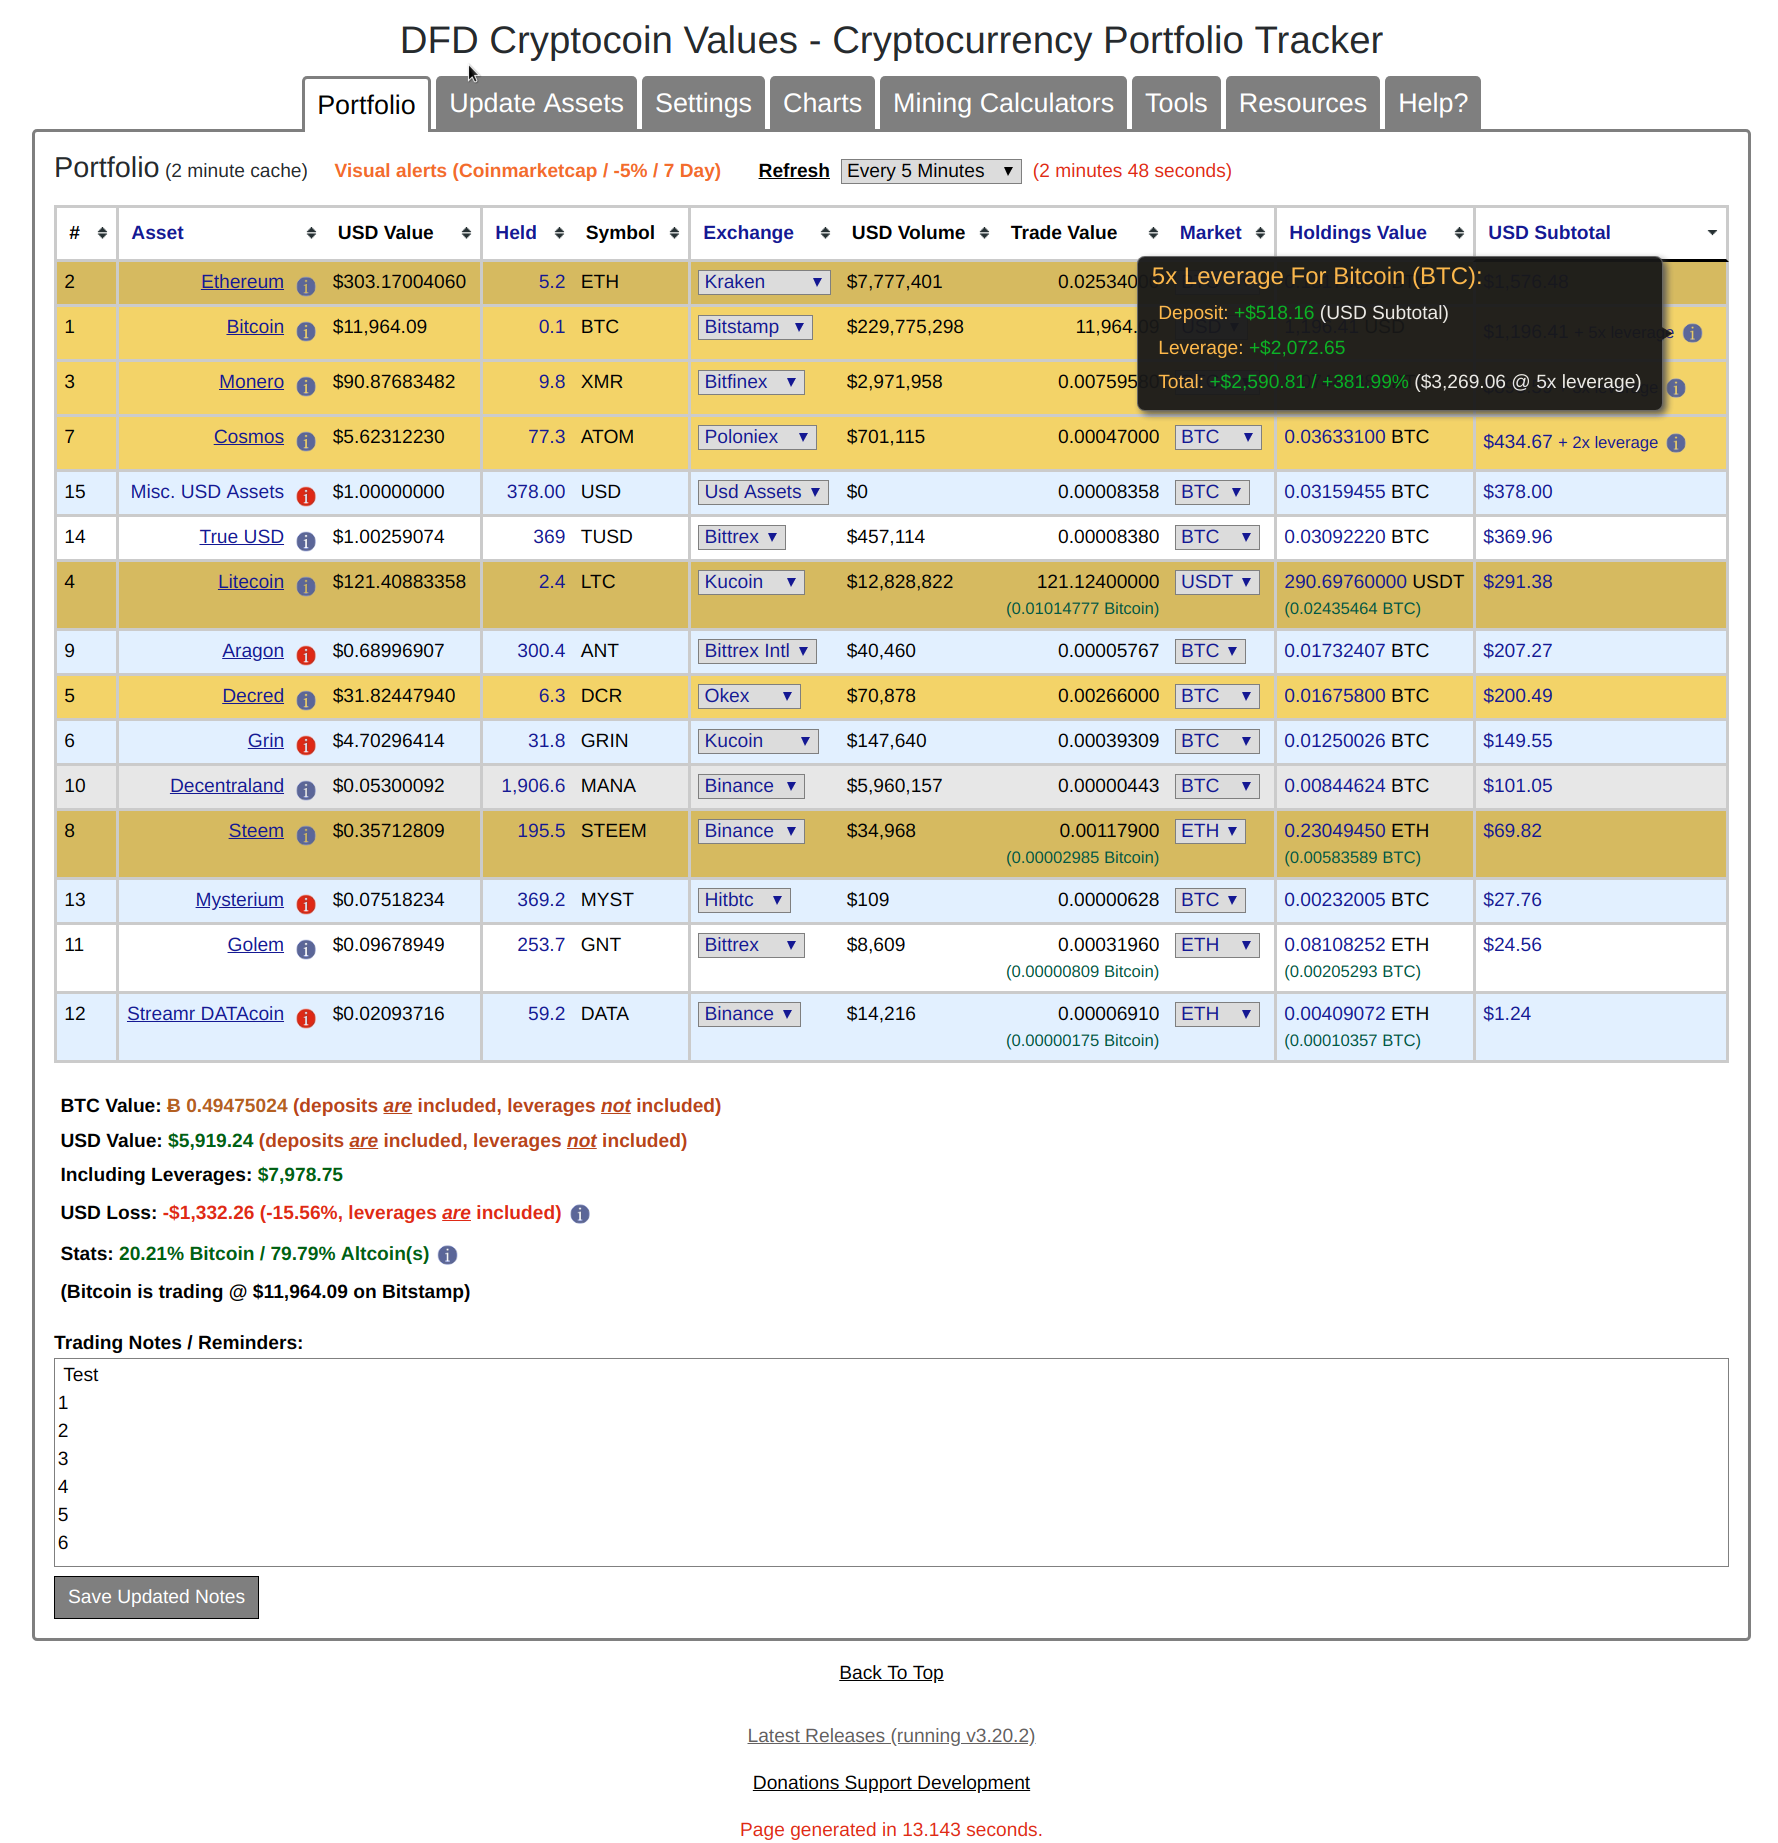 DFD Cryptocoin Values - Cryptocurrency Portfolio Tracker
Portfolio Update Assets Settings Charts Mining Calculators Tools Resources Help?
Portfolio (2 minute cache) Visual alerts (Coinmarketcap / -5% / 7 Day) Refresh Every 5 Minutes (2 minutes 48 seconds)
# Asset USD Value Held Symbol Exchange USD Volume Trade Value Market Holdings Value USD Subtotal
2 Ethereum $303.17004060 5.2 ETH Kraken $7,777,401 0.02534000 $1,576.48
5x Leverage For Bitcoin (BTC):
Deposit: +$518.16 (USD Subtotal)
Leverage: +$2,072.65
Total: +$2,590.81 / +381.99% ($3,269.06 @ 5x leverage)
1 Bitcoin $11,964.09 0.1 BTC Bitstamp $229,775,298 11,964.09 USD 1,196.41 USD $1,196.41 + 5x leverage
3 Monero $90.87683482 9.8 XMR Bitfinex $2,971,958 0.00759580
7 Cosmos $5.62312230 77.3 ATOM Poloniex $701,115 0.00047000 BTC 0.03633100 BTC $434.67 + 2x leverage
15 Misc. USD Assets $1.00000000 378.00 USD Usd Assets $0 0.00008358 BTC 0.03159455 BTC $378.00
14 True USD $1.00259074 369 TUSD Bittrex $457,114 0.00008380 BTC 0.03092220 BTC $369.96
4 Litecoin $121.40883358 2.4 LTC Kucoin $12,828,822 121.12400000 USDT 290.69760000 USDT $291.38
(0.01014777 Bitcoin) (0.02435464 BTC)
9 Aragon $0.68996907 300.4 ANT Bittrex Intl $40,460 0.00005767 BTC 0.01732407 BTC $207.27
5 Decred $31.82447940 6.3 DCR Okex $70,878 0.00266000 BTC 0.01675800 BTC $200.49
6 Grin $4.70296414 31.8 GRIN Kucoin $147,640 0.00039309 BTC 0.01250026 BTC $149.55
10 Decentraland $0.05300092 1,906.6 MANA Binance $5,960,157 0.00000443 BTC 0.00844624 BTC $101.05
8 Steem $0.35712809 195.5 STEEM Binance $34,968 0.00117900 ETH 0.23049450 ETH $69.82
(0.00002985 Bitcoin) (0.00583589 BTC)
13 Mysterium $0.07518234 369.2 MYST Hitbtc $109 0.00000628 BTC 0.00232005 BTC $27.76
11 Golem $0.09678949 253.7 GNT Bittrex $8,609 0.00031960 ETH 0.08108252 ETH $24.56
(0.00000809 Bitcoin) (0.00205293 BTC)
12 Streamr DATAcoin $0.02093716 59.2 DATA Binance $14,216 0.00006910 ETH 0.00409072 ETH $1.24
(0.00000175 Bitcoin) (0.00010357 BTC)
BTC Value: Ƀ 0.49475024 (deposits are included, leverages not included)
USD Value: $5,919.24 (deposits are included, leverages not included)
Including Leverages: $7,978.75
USD Loss: -$1,332.26 (-15.56%, leverages are included)
Stats: 20.21% Bitcoin / 79.79% Altcoin(s)
(Bitcoin is trading @ $11,964.09 on Bitstamp)
Trading Notes / Reminders:
Test
1
2
3
4
5
6
Save Updated Notes
Back To Top
Latest Releases (running v3.20.2)
Donations Support Development
Page generated in 13.143 seconds.